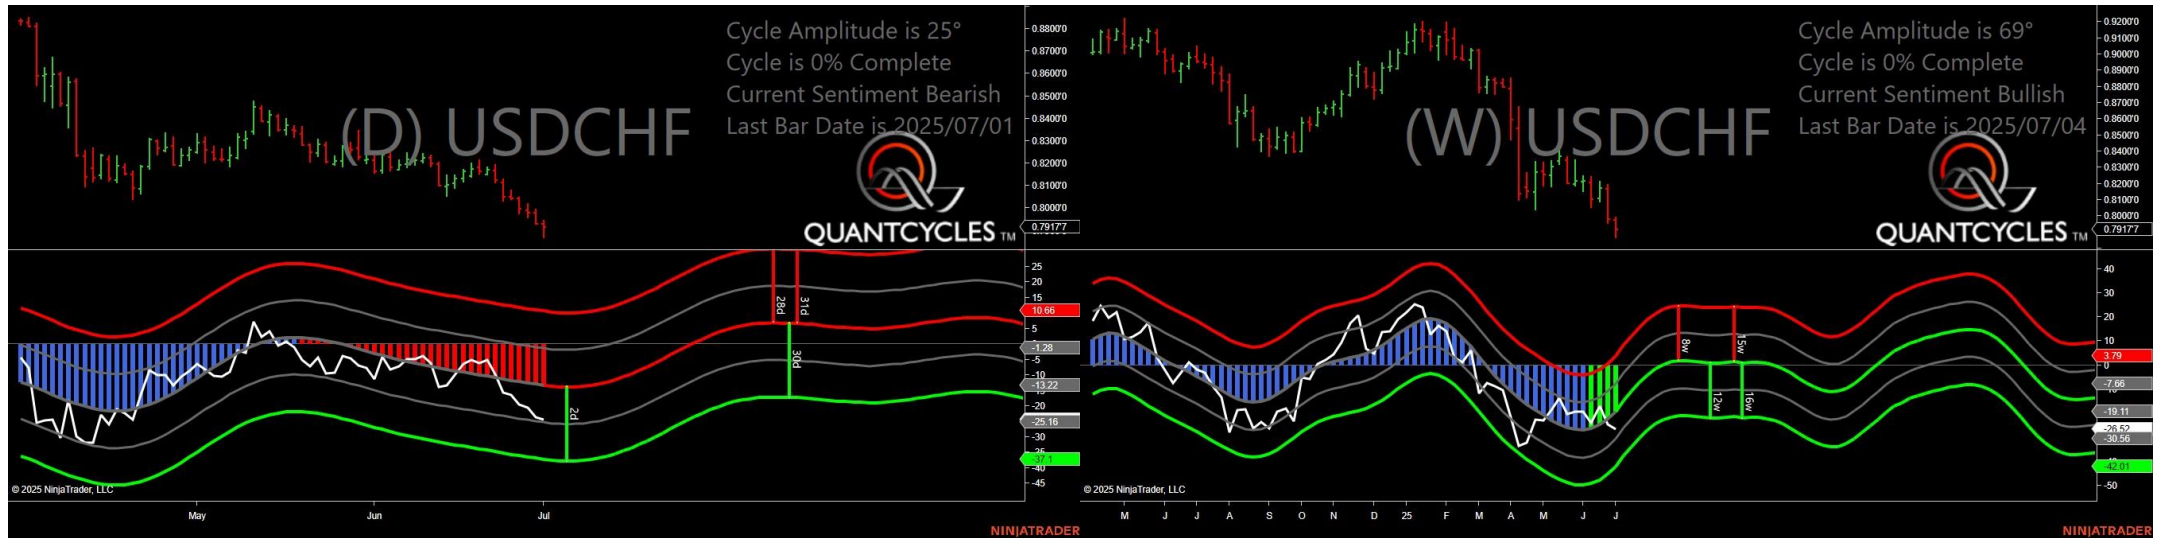 Cycle Amplitude is 25°
Cycle is 0% Complete
Current Sentiment Bearish
Last Bar Date is 2025/07/01
(D) USDCHF
QUANTCYCLES TM
0.8800'0
0.8700'0
0.8600'0
0.8500'0
0.8400'0
0.8300'0
0.8200'0
0.8100'0
0.8000'0
0.7917'7
28d
31d
30d
2d
25
20
15
10.66
5
-1.28
-5
-10
-13.22
-20
-25.16
-30
-37.1
-40
-45
© 2025 NinjaTrader, LLC
May
Jun
Jul
NINJATRADER
Cycle Amplitude is 69°
Cycle is 0% Complete
Current Sentiment Bullish
Last Bar Date is 2025/07/04
(W) USDCHF
QUANTCYCLES TM
0.9200'0
0.9100'0
0.9000'0
0.8900'0
0.8800'0
0.8700'0
0.8600'0
0.8500'0
0.8400'0
0.8300'0
0.8200'0
0.8100'0
0.8000'0
0.7917'7
8w
15w
12w
16w
40
30
20
10
3.79
0
-7.66
-19.11
-26.52
-30.56
-42.01
-50
© 2025 NinjaTrader, LLC
M
J
J
A
S
O
N
D
25
F
M
A
M
J
J
NINJATRADER